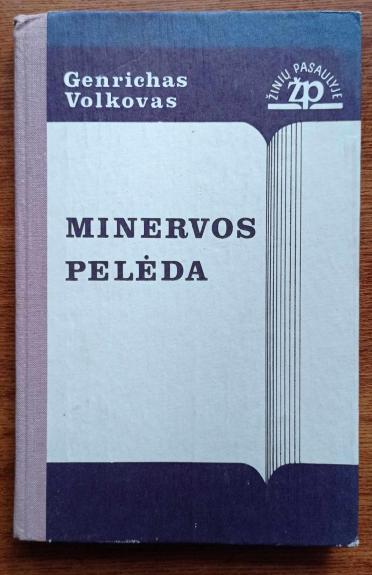 Genrichas
Volkovas
ŽINIŲ PASAULYJE
žp
MINERVOS
PELĖDA